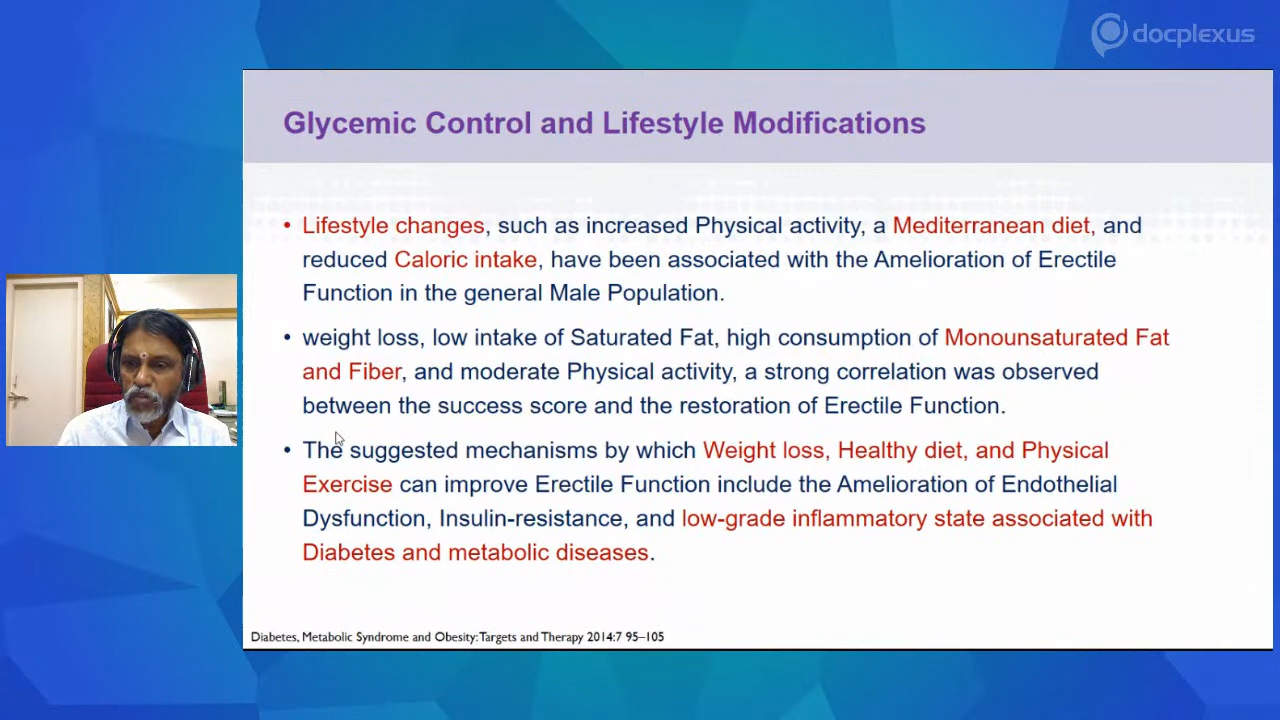 docplexus
Glycemic Control and Lifestyle Modifications
• Lifestyle changes, such as increased Physical activity, a Mediterranean diet, and
reduced Caloric intake, have been associated with the Amelioration of Erectile
Function in the general Male Population.
• weight loss, low intake of Saturated Fat, high consumption of Monounsaturated Fat
and Fiber, and moderate Physical activity, a strong correlation was observed
between the success score and the restoration of Erectile Function.
• The suggested mechanisms by which Weight loss, Healthy diet, and Physical
Exercise can improve Erectile Function include the Amelioration of Endothelial
Dysfunction, Insulin-resistance, and low-grade inflammatory state associated with
Diabetes and metabolic diseases.
Diabetes, Metabolic Syndrome and Obesity: Targets and Therapy 2014:7 95–105